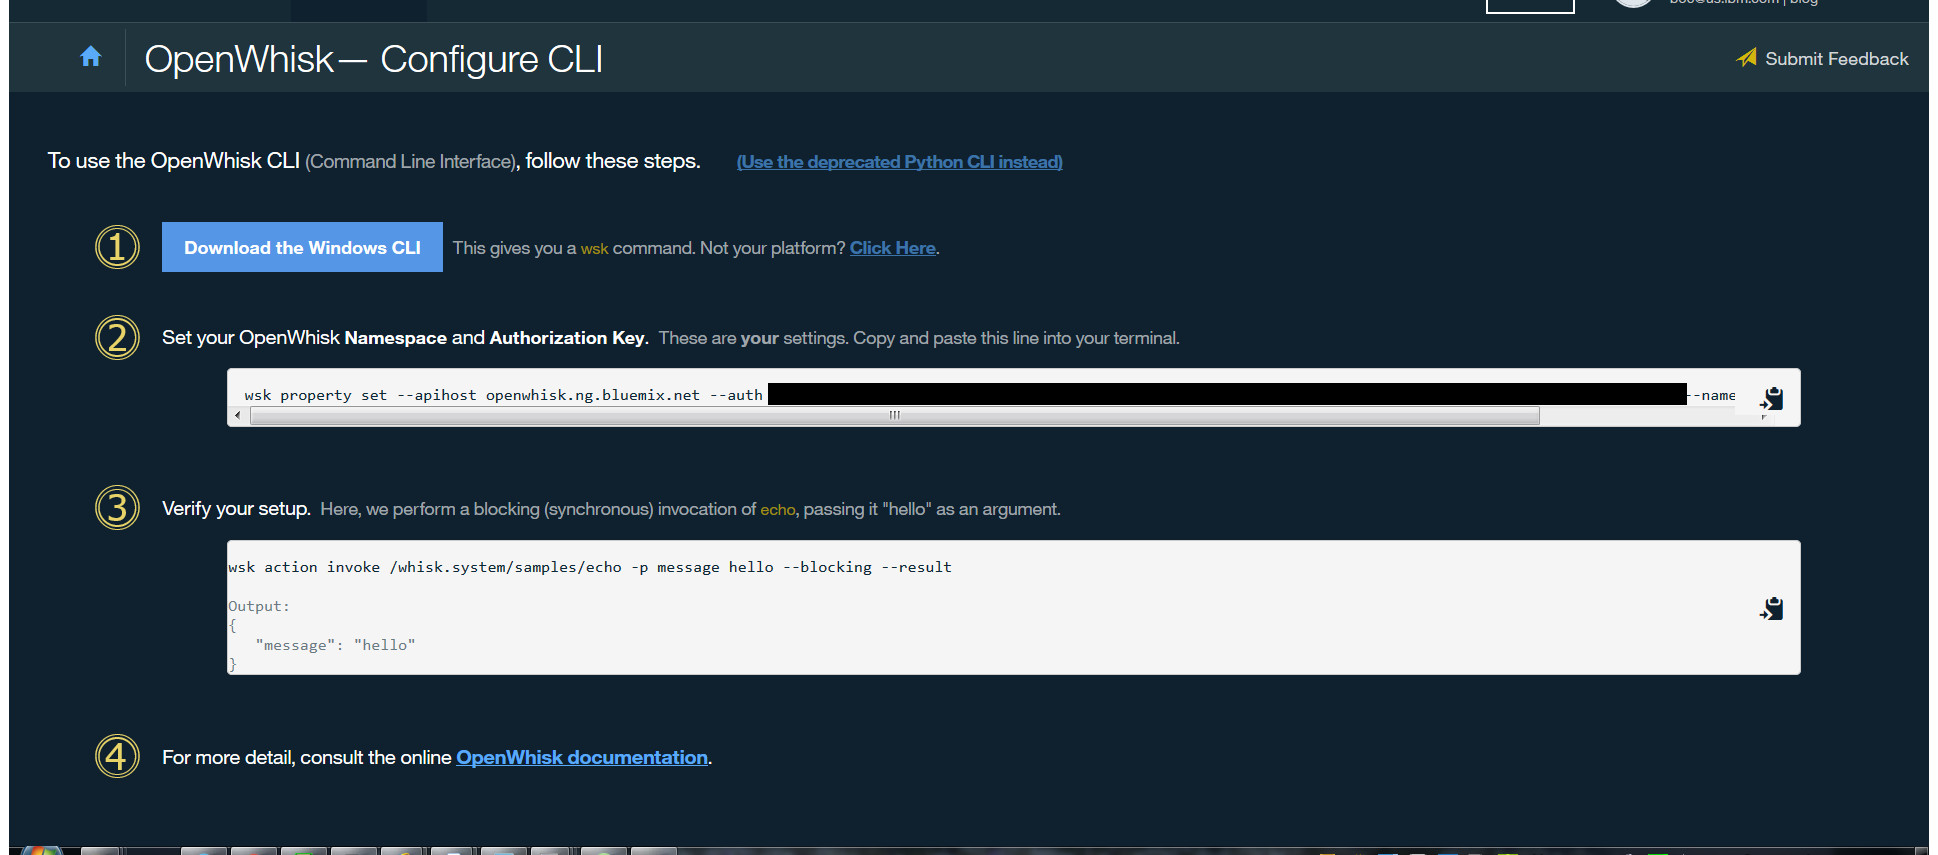 OpenWhisk— Configure CLI
Submit Feedback
To use the OpenWhisk CLI (Command Line Interface), follow these steps. (Use the deprecated Python CLI instead)
1 Download the Windows CLI This gives you a wsk command. Not your platform? Click Here.
2 Set your OpenWhisk Namespace and Authorization Key. These are your settings. Copy and paste this line into your terminal.
wsk property set --apihost openwhisk.ng.bluemix.net --auth --name
3 Verify your setup. Here, we perform a blocking (synchronous) invocation of echo, passing it "hello" as an argument.
wsk action invoke /whisk.system/samples/echo -p message hello --blocking --result
Output:
{
"message": "hello"
}
4 For more detail, consult the online OpenWhisk documentation.